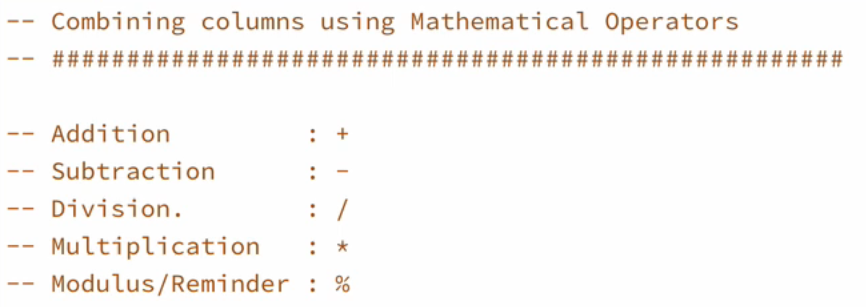 -- Combining columns using Mathematical Operators
-- #####################################################
-- Addition : +
-- Subtraction : -
-- Division. : /
-- Multiplication : *
-- Modulus/Reminder : %